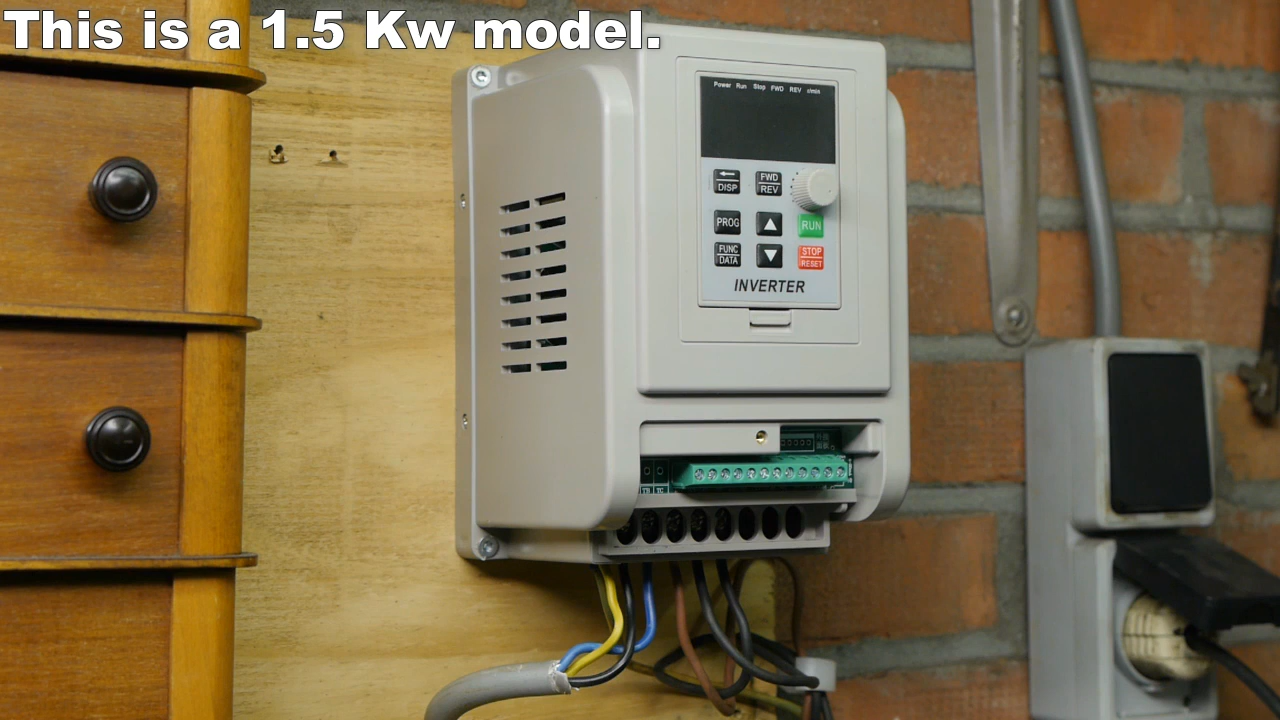 This is a 1.5 Kw model.
Power Run Stop FWD REV r/min
DISP
FWD
REV
PROG
RUN
FUNC
DATA
STOP
RESET
INVERTER